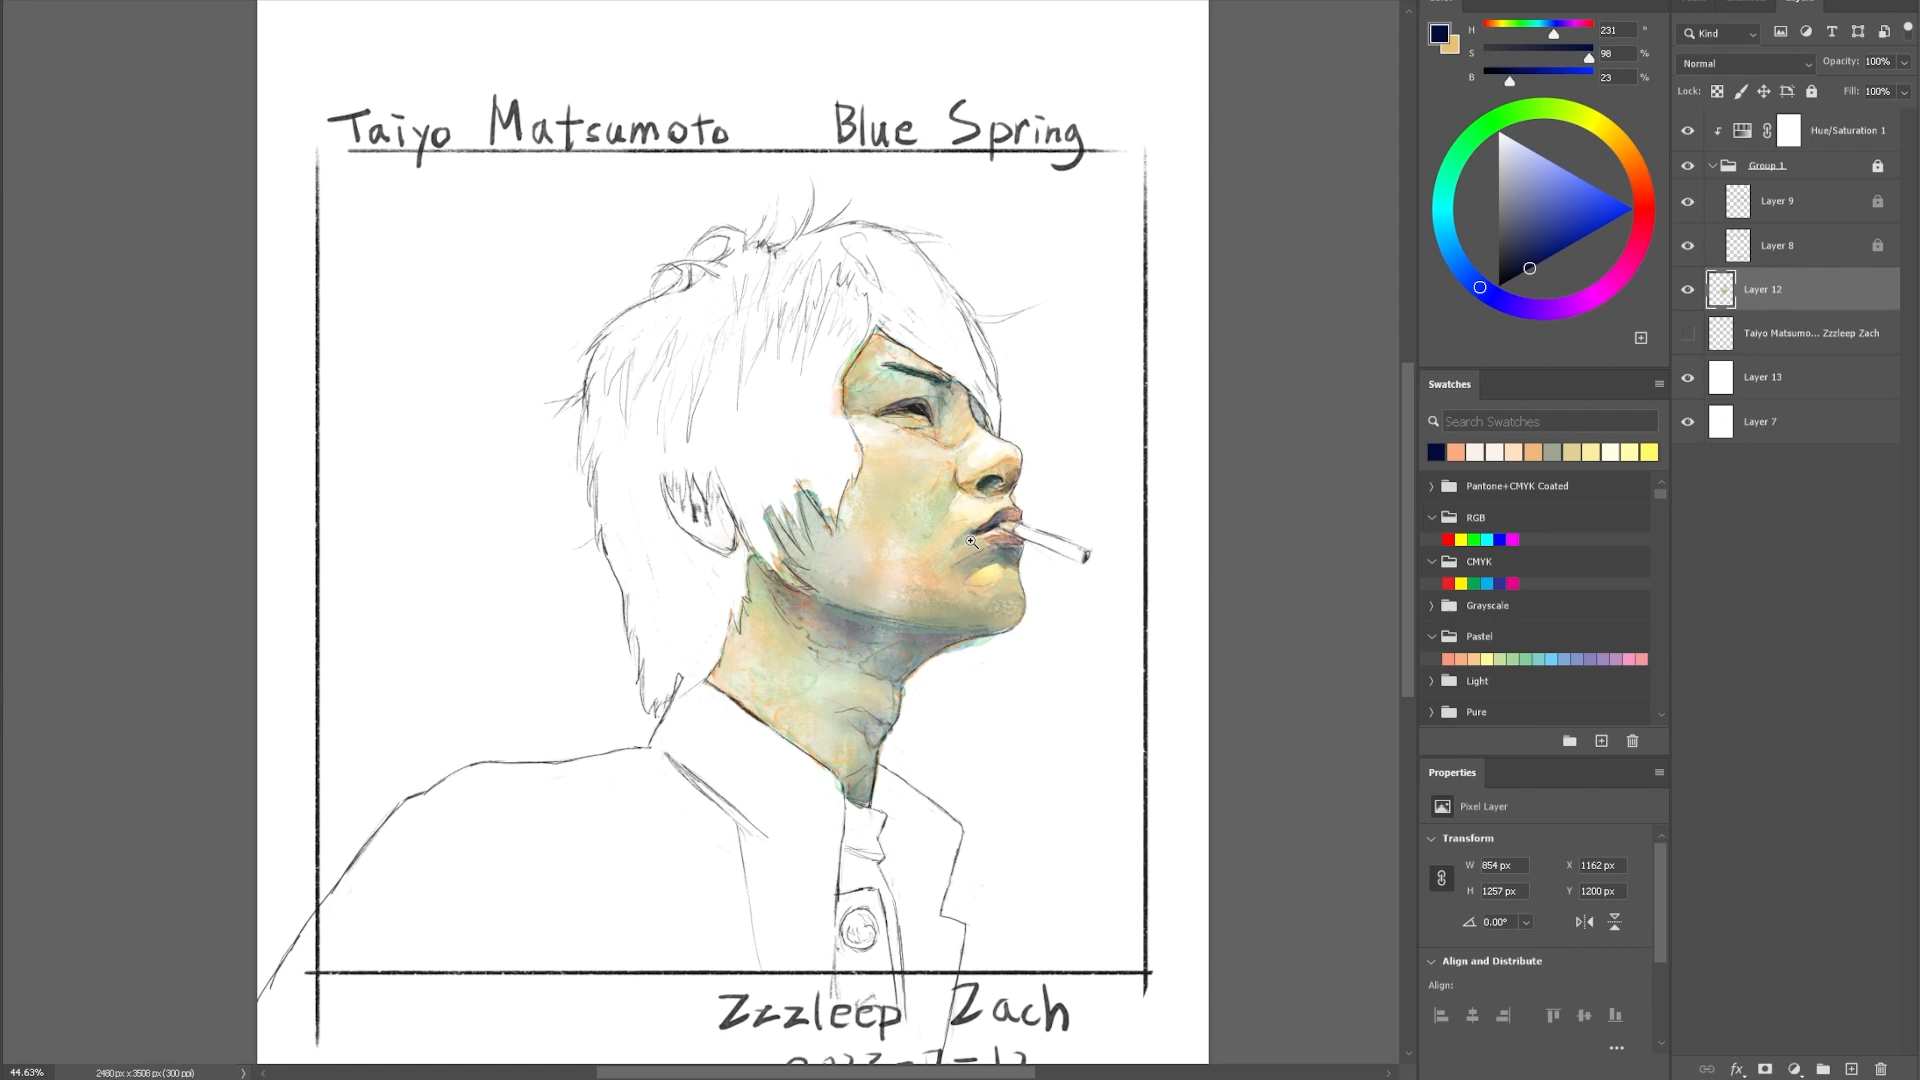 Color
Layers
H 231 °
S 98 %
B 23 %
Kind
Normal Opacity: 100%
Lock: Fill: 100%
Hue/Saturation 1
Group 1
Layer 9
Layer 8
Layer 12
Taiyo Matsumo... Zzzleep Zach
Layer 13
Layer 7
Taiyo Matsumoto Blue Spring
Swatches
Search Swatches
Pantone+CMYK Coated
RGB
CMYK
Grayscale
Pastel
Light
Pure
Properties
Pixel Layer
Transform
W 854 px X 1162 px
H 1257 px Y 1200 px
0.00°
Align and Distribute
Align:
Zzzleep Zach
fx
44.63% 2480 px x 3508 px (300 ppi)